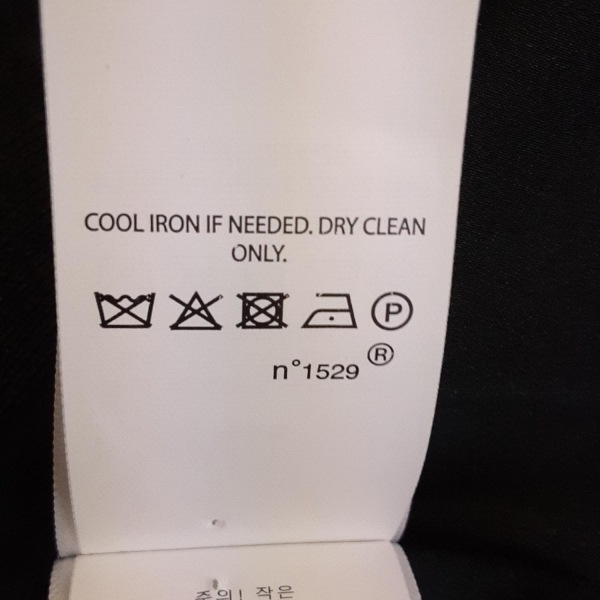 COOL IRON IF NEEDED. DRY CLEAN
ONLY.
P
n°1529 ®
주의! 작은